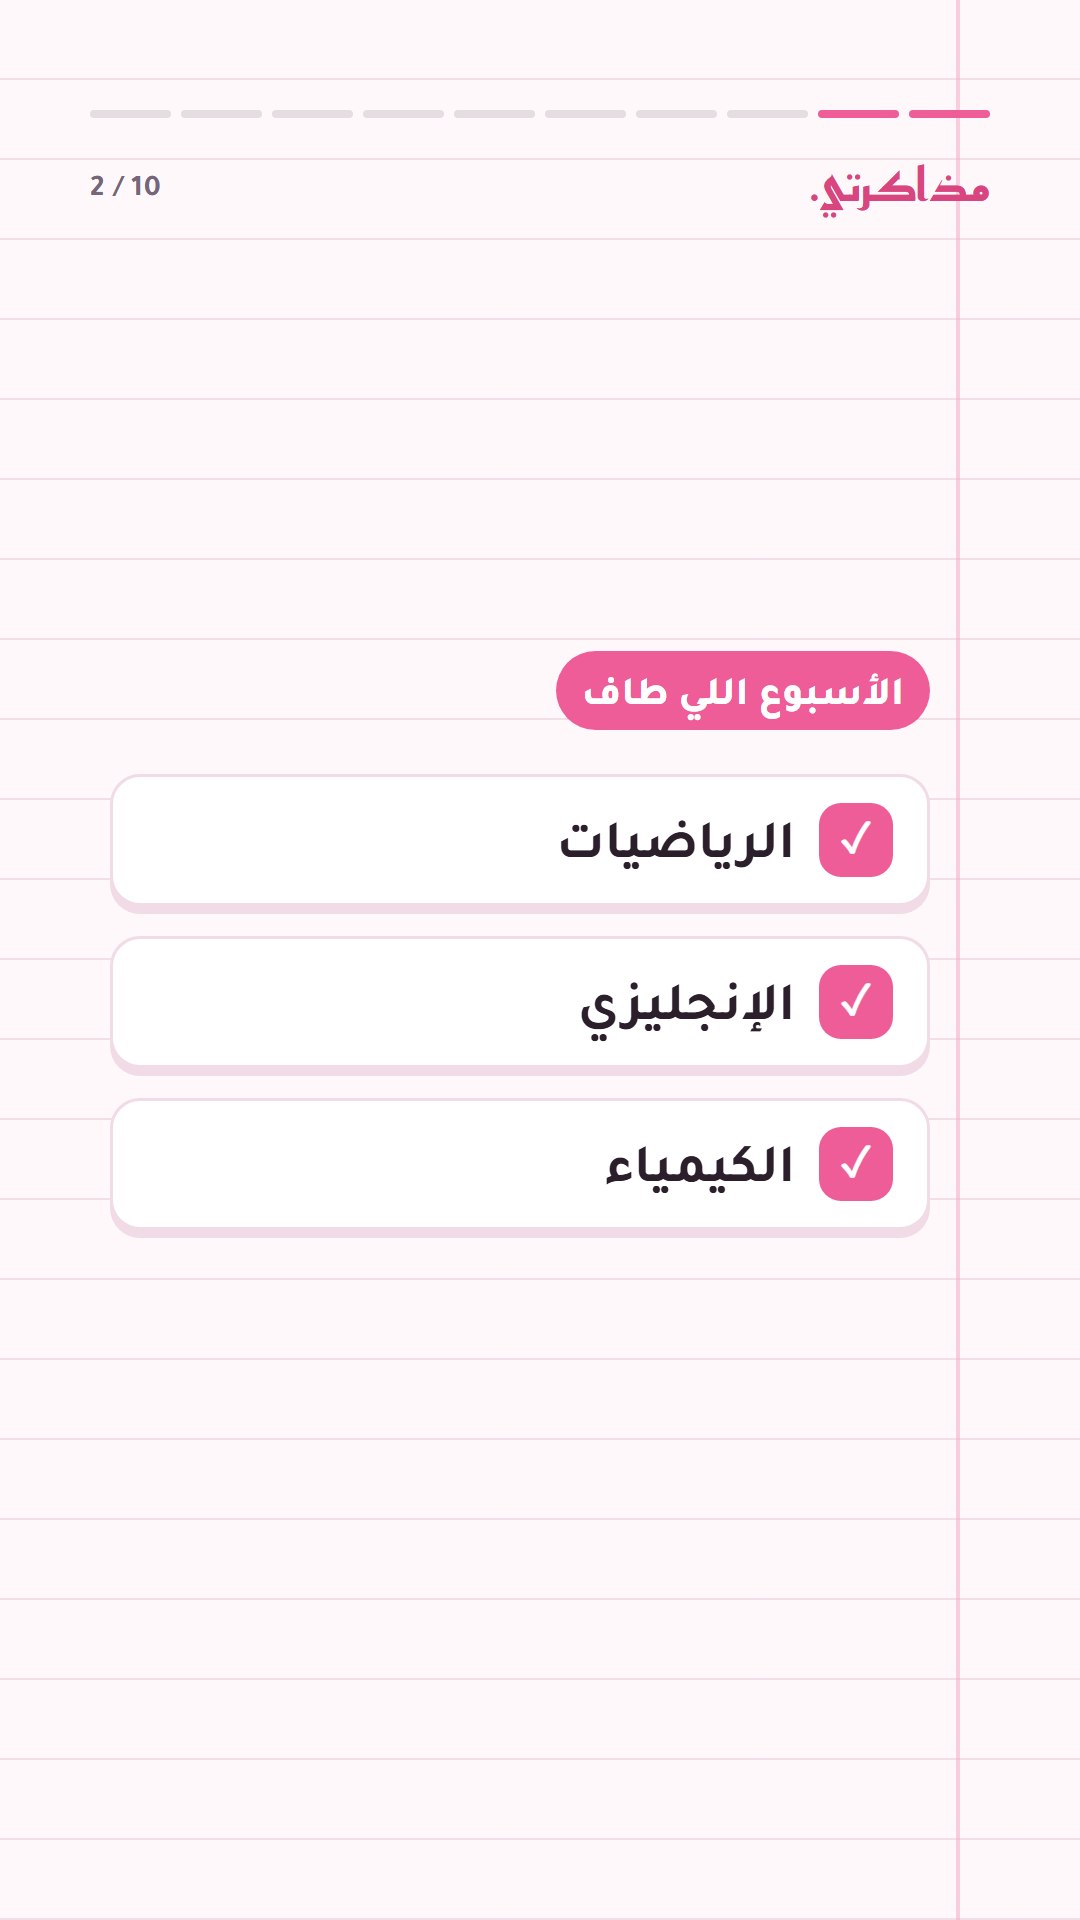 مذاكرتي.
2 / 10
الأسبوع اللي طاف
✓ الرياضيات
✓ الإنجليزي
✓ الكيمياء